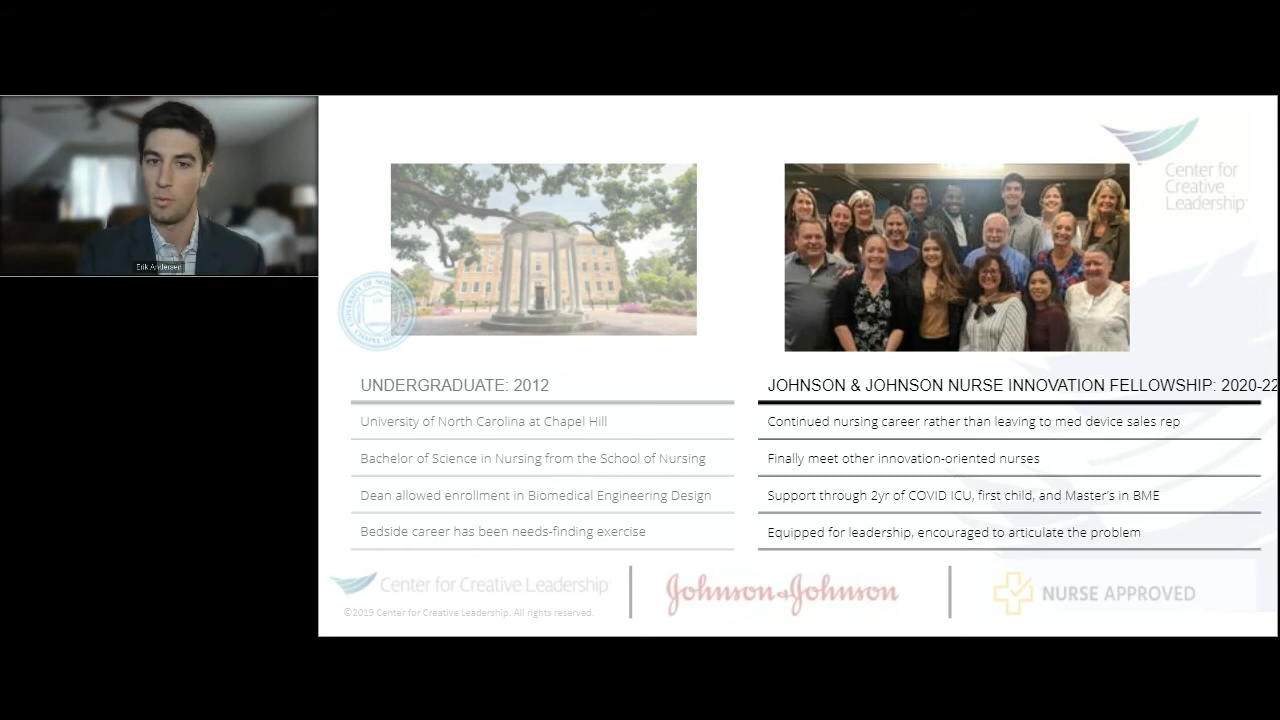 Erik Andersen
Center for
Creative
Leadership
UNDERGRADUATE: 2012
University of North Carolina at Chapel Hill
Bachelor of Science in Nursing from the School of Nursing
Dean allowed enrollment in Biomedical Engineering Design
Bedside career has been needs-finding exercise
JOHNSON & JOHNSON NURSE INNOVATION FELLOWSHIP: 2020-22
Continued nursing career rather than leaving to med device sales rep
Finally meet other innovation-oriented nurses
Support through 2yr of COVID ICU, first child, and Master's in BME
Equipped for leadership, encouraged to articulate the problem
Center for Creative Leadership
©2019 Center for Creative Leadership. All rights reserved.
Johnson & Johnson
NURSE APPROVED